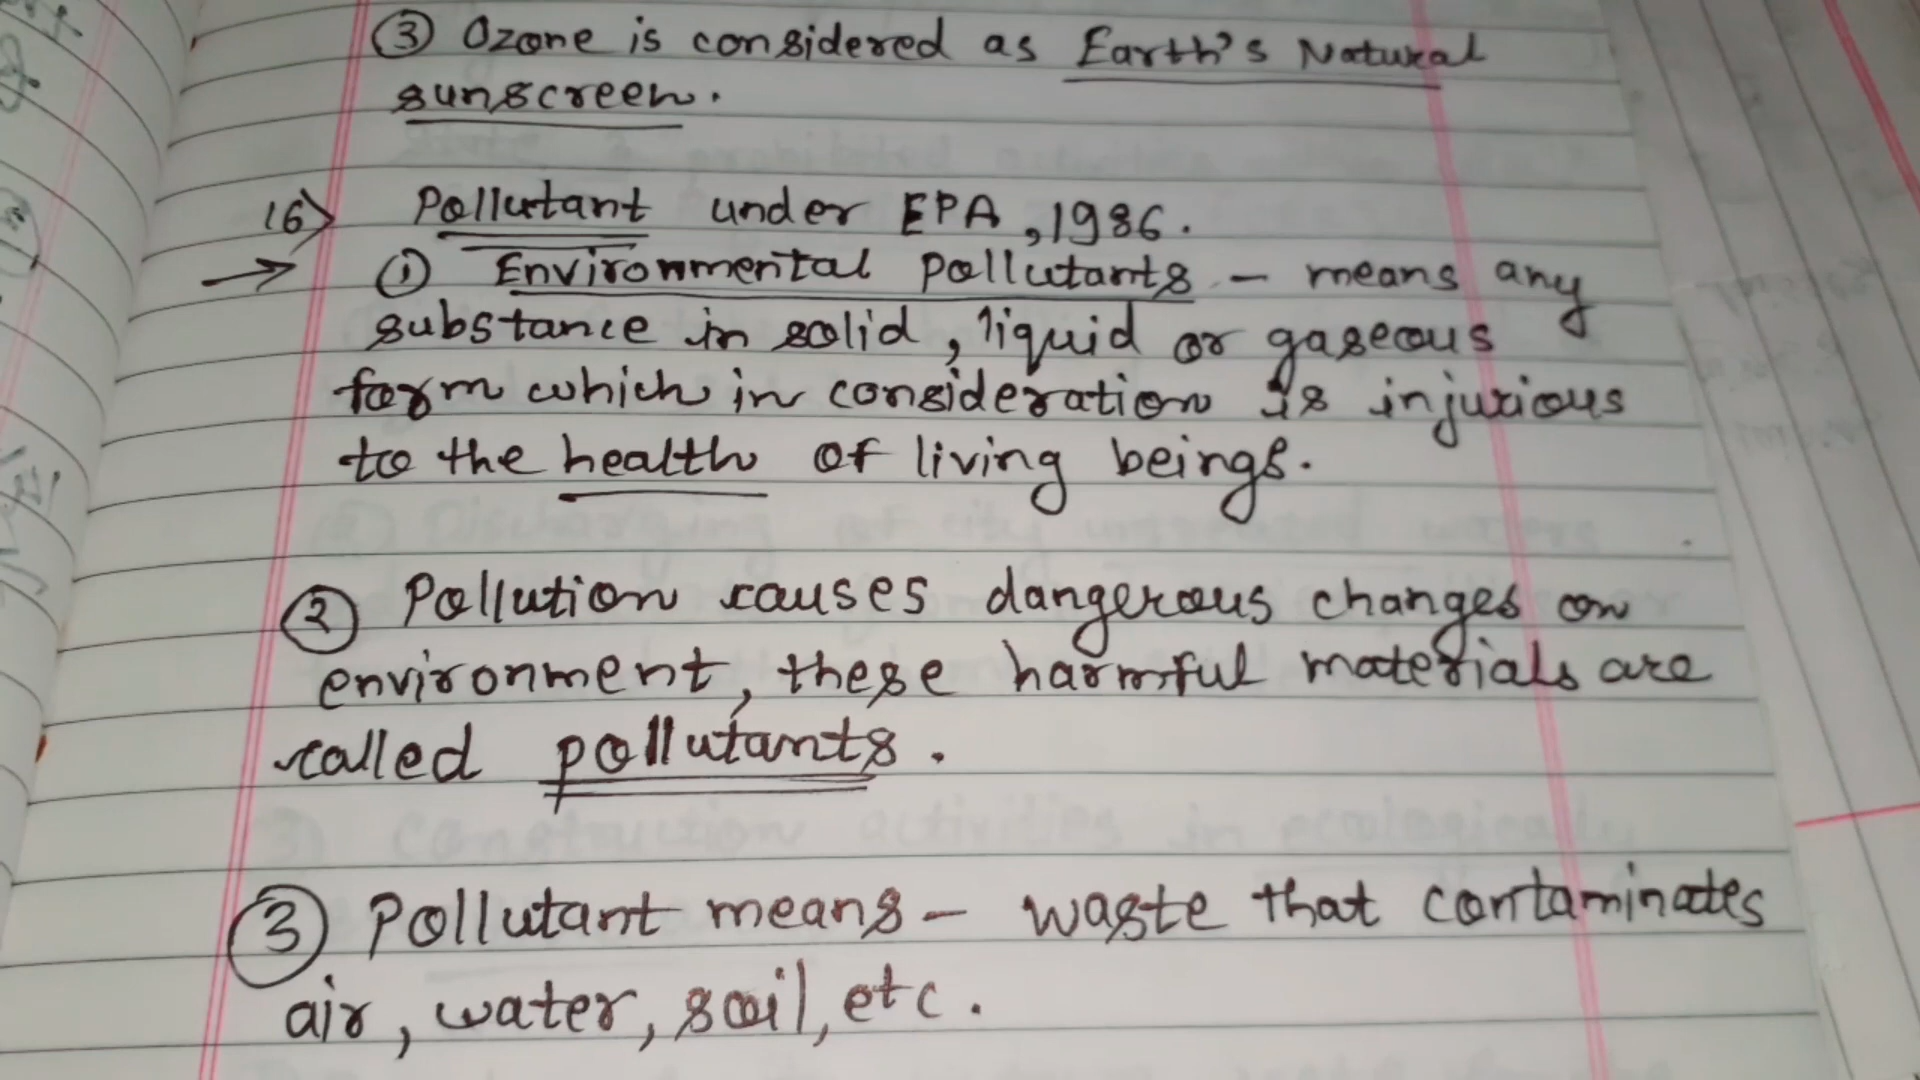 ③ Ozone is considered as Earth's Natural
sunscreen.
16> Pollutant under EPA, 1986.
→ ① Environmental pollutants - means any
substance in solid, liquid or gaseous
form which in consideration is injurious
to the health of living beings.
② Pollution causes dangerous changes on
environment, these harmful materials are
called pollutants.
③ Pollutant means - waste that contaminates
air, water, soil, etc.